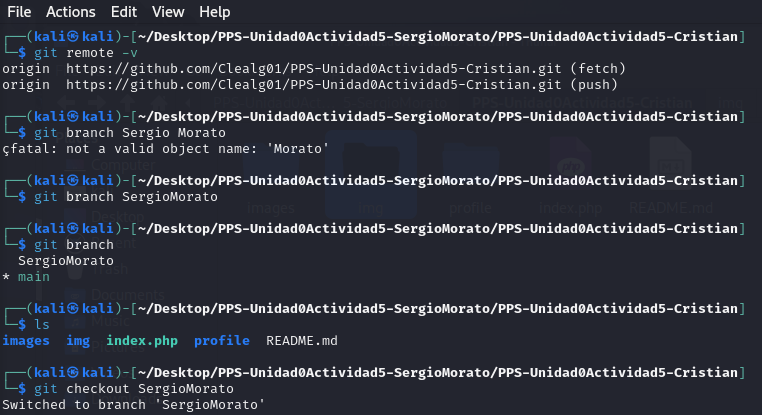 File Actions Edit View Help
┌──(kali㉿kali)-[~/Desktop/PPS-Unidad0Actividad5-SergioMorato/PPS-Unidad0Actividad5-Cristian]
└─$ git remote -v
origin  https://github.com/Clealg01/PPS-Unidad0Actividad5-Cristian.git (fetch)
origin  https://github.com/Clealg01/PPS-Unidad0Actividad5-Cristian.git (push)
┌──(kali㉿kali)-[~/Desktop/PPS-Unidad0Actividad5-SergioMorato/PPS-Unidad0Actividad5-Cristian]
└─$ git branch Sergio Morato
çfatal: not a valid object name: 'Morato'
┌──(kali㉿kali)-[~/Desktop/PPS-Unidad0Actividad5-SergioMorato/PPS-Unidad0Actividad5-Cristian]
└─$ git branch SergioMorato
┌──(kali㉿kali)-[~/Desktop/PPS-Unidad0Actividad5-SergioMorato/PPS-Unidad0Actividad5-Cristian]
└─$ git branch
  SergioMorato
* main
┌──(kali㉿kali)-[~/Desktop/PPS-Unidad0Actividad5-SergioMorato/PPS-Unidad0Actividad5-Cristian]
└─$ ls
images  img  index.php  profile  README.md
┌──(kali㉿kali)-[~/Desktop/PPS-Unidad0Actividad5-SergioMorato/PPS-Unidad0Actividad5-Cristian]
└─$ git checkout SergioMorato
Switched to branch 'SergioMorato'